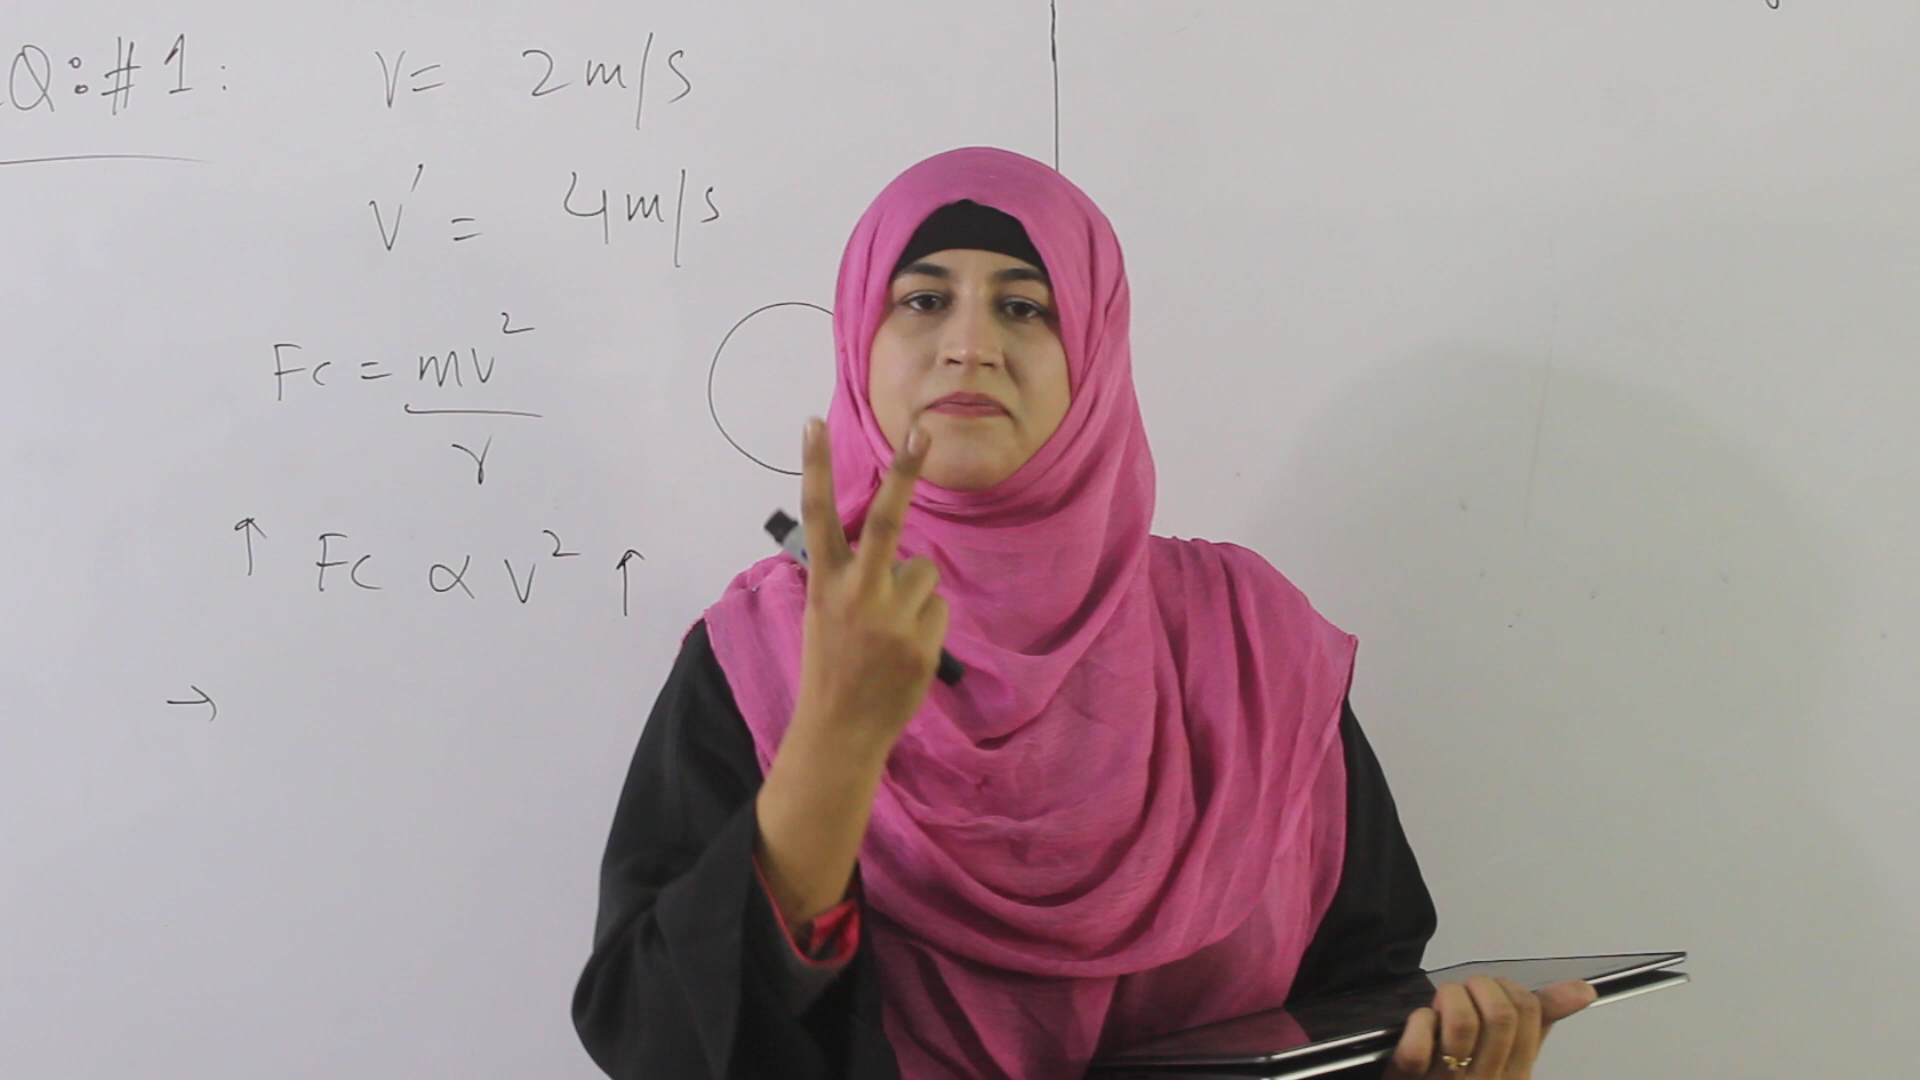 Q:#1: V= 2m/s
V' = 4m/s
Fc = mv²
r
↑ Fc ∝ v² ↑
→